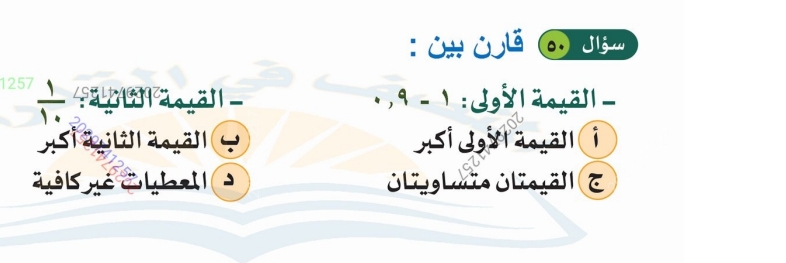 سؤال ٥٠ قارن بين :
– القيمة الأولى : ١ - ٠,٩ – القيمة الثانية : ١/١٠
أ القيمة الأولى أكبر ب القيمة الثانية أكبر
ج القيمتان متساويتان د المعطيات غير كافية